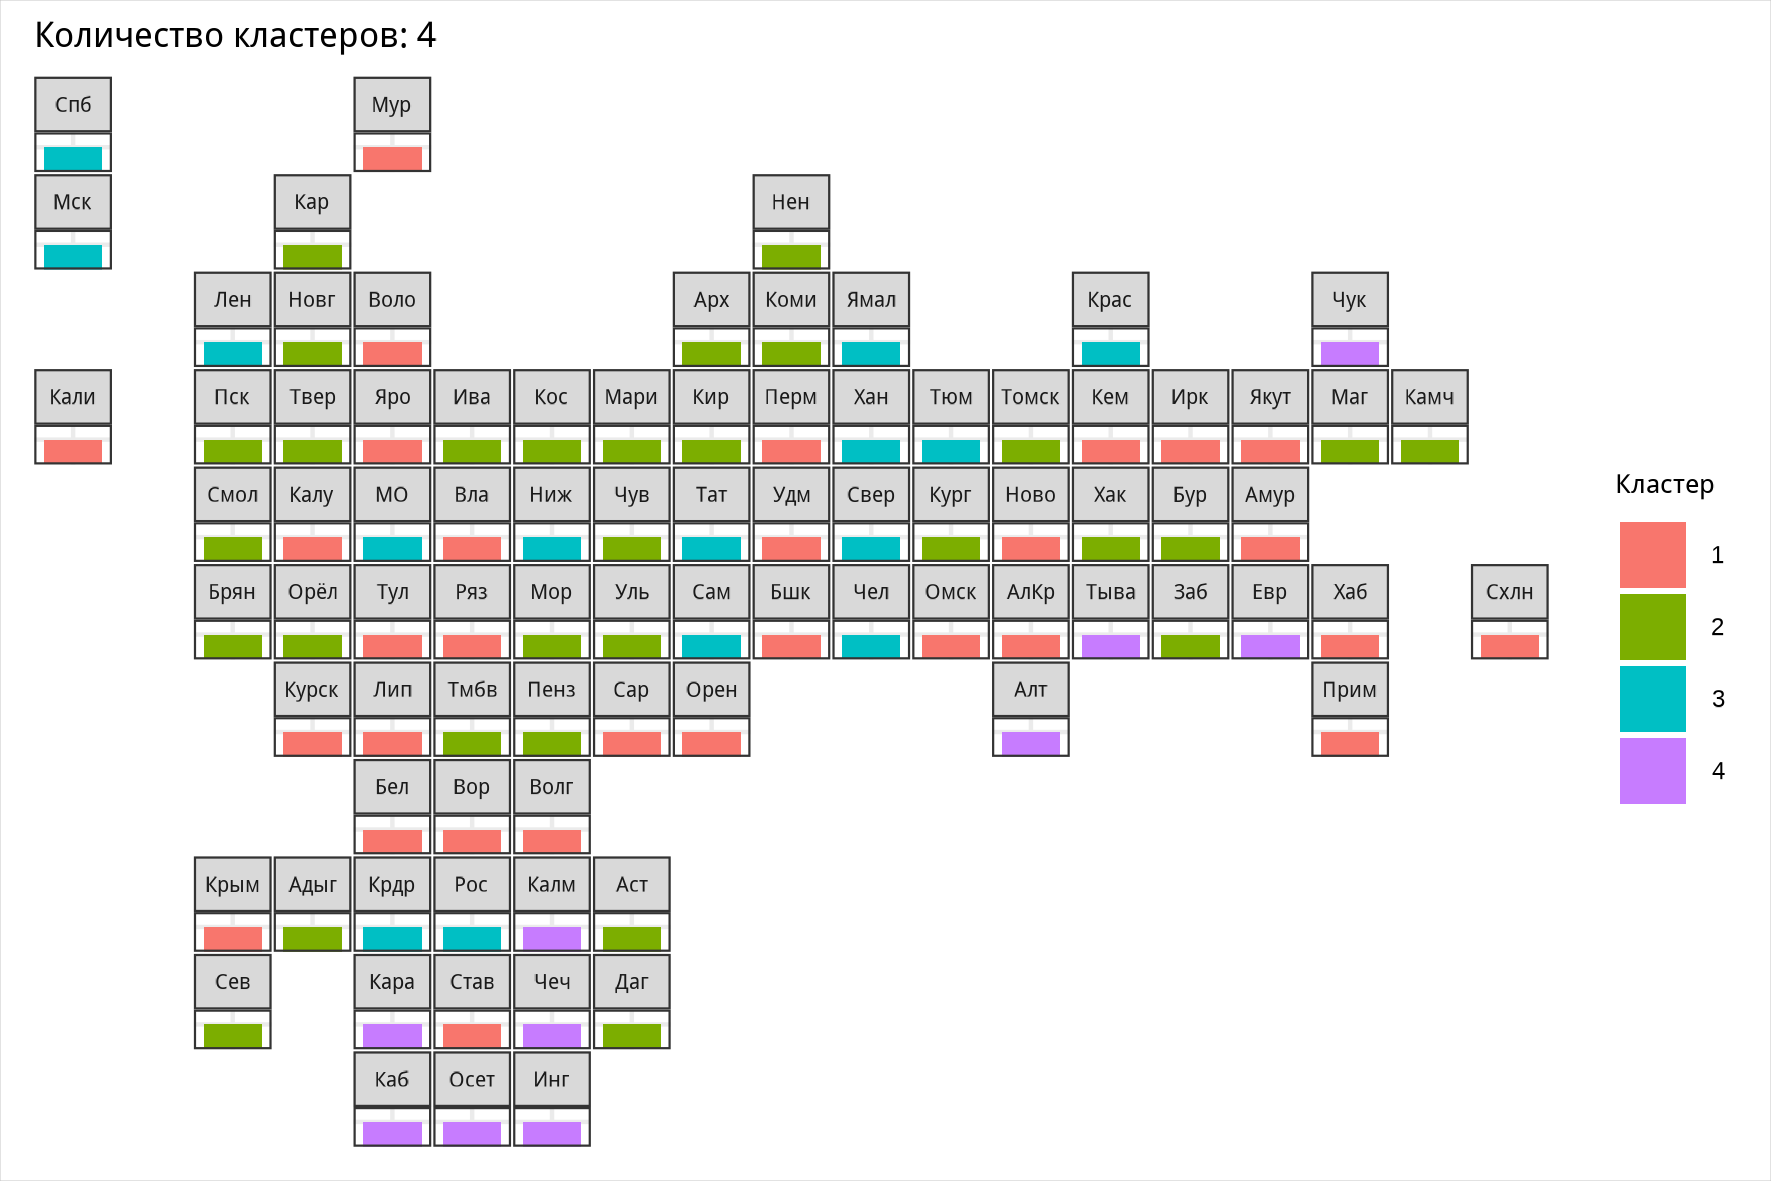 Количество кластеров: 4
Спб Мур
Мск Кар Нен
Лен Новг Воло Арх Коми Ямал Крас Чук
Кали Пск Твер Яро Ива Кос Мари Кир Перм Хан Тюм Томск Кем Ирк Якут Маг Камч
Смол Калу МО Вла Ниж Чув Тат Удм Свер Кург Ново Хак Бур Амур
Кластер
1
2
3
4
Брян Орёл Тул Ряз Мор Уль Сам Бшк Чел Омск АлКр Тыва Заб Евр Хаб Схлн
Курск Лип Тмбв Пенз Сар Орен Алт Прим
Бел Вор Волг
Крым Адыг Крдр Рос Калм Аст
Сев Кара Став Чеч Даг
Каб Осет Инг